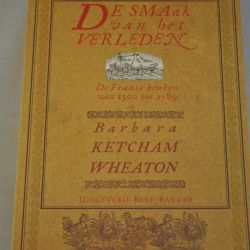 DE SMAak
van het
VERLEDEN
De Franse keuken
van 1300 tot 1789
Barbara
KETCHAM
WHEATON
UITGEVERIJ BERT BAKKER